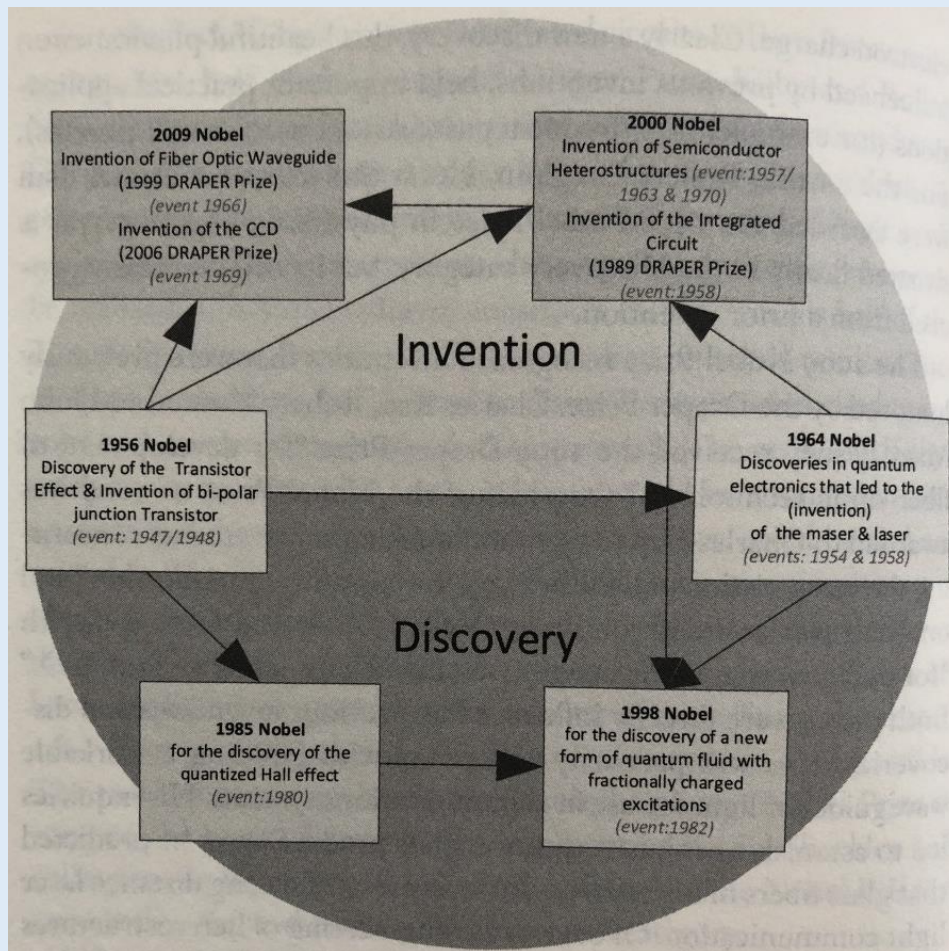 2009 Nobel
Invention of Fiber Optic Waveguide
(1999 DRAPER Prize)
(event 1966)
Invention of the CCD
(2006 DRAPER Prize)
(event 1969)
2000 Nobel
Invention of Semiconductor
Heterostructures (event:1957/
1963 & 1970)
Invention of the Integrated
Circuit
(1989 DRAPER Prize)
(event:1958)
Invention
1956 Nobel
Discovery of the Transistor
Effect & Invention of bi-polar
junction Transistor
(event: 1947/1948)
1964 Nobel
Discoveries in quantum
electronics that led to the
(invention)
of the maser & laser
(events: 1954 & 1958)
Discovery
1985 Nobel
for the discovery of the
quantized Hall effect
(event:1980)
1998 Nobel
for the discovery of a new
form of quantum fluid with
fractionally charged
excitations
(event:1982)